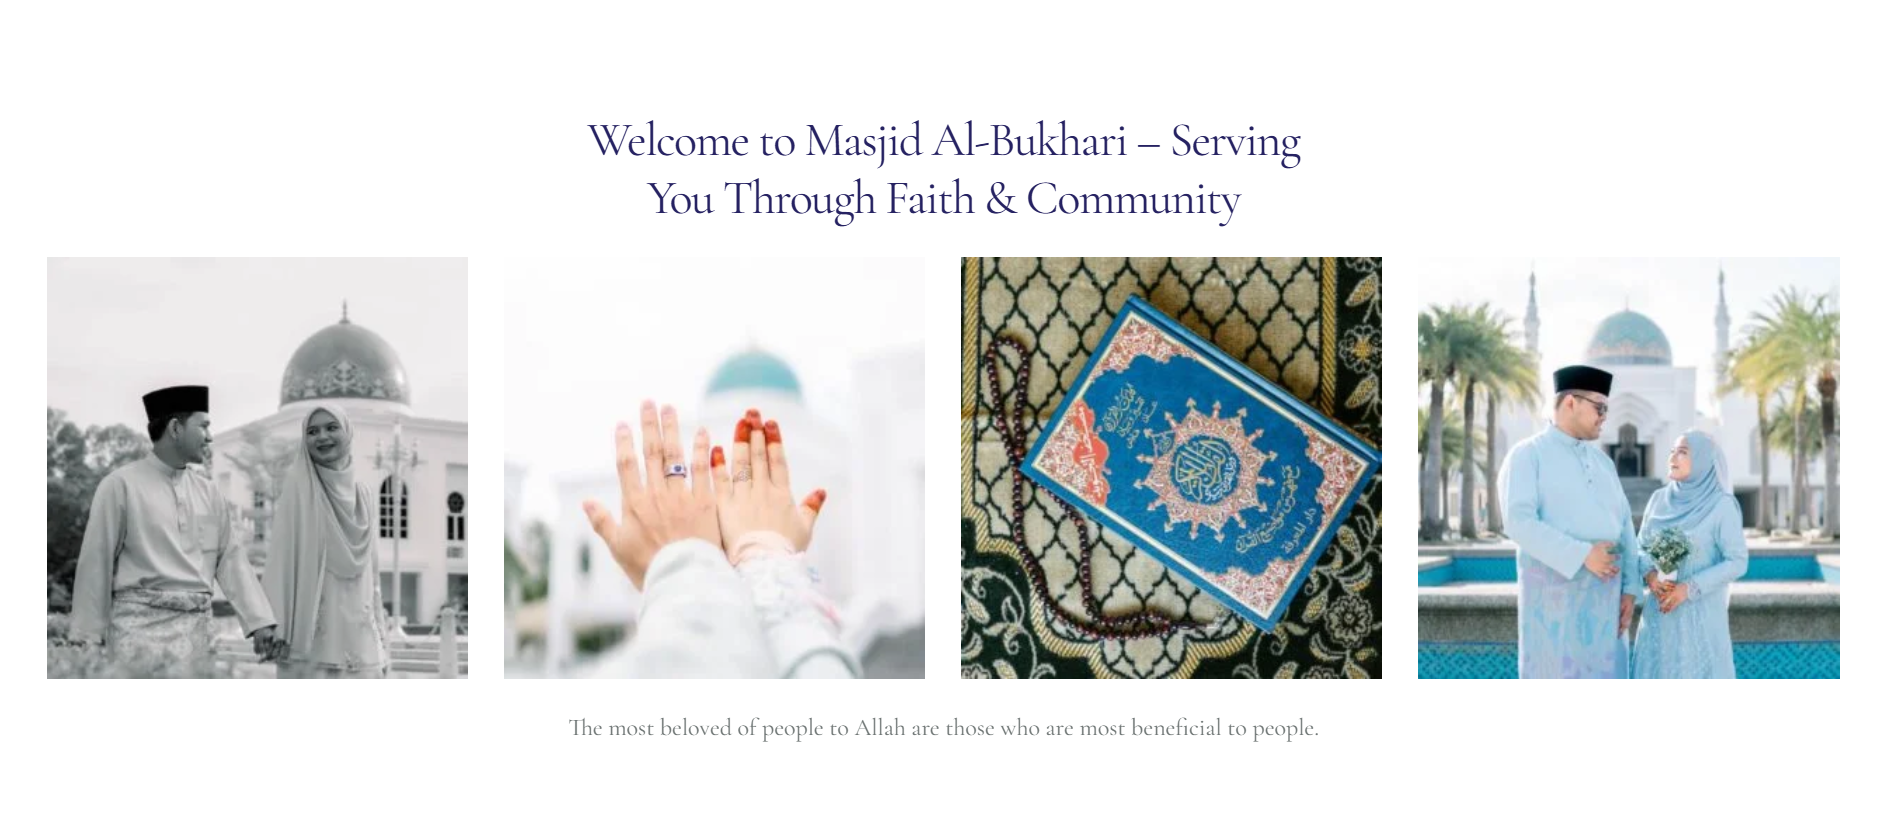 Welcome to Masjid Al-Bukhari – Serving
You Through Faith & Community
The most beloved of people to Allah are those who are most beneficial to people.